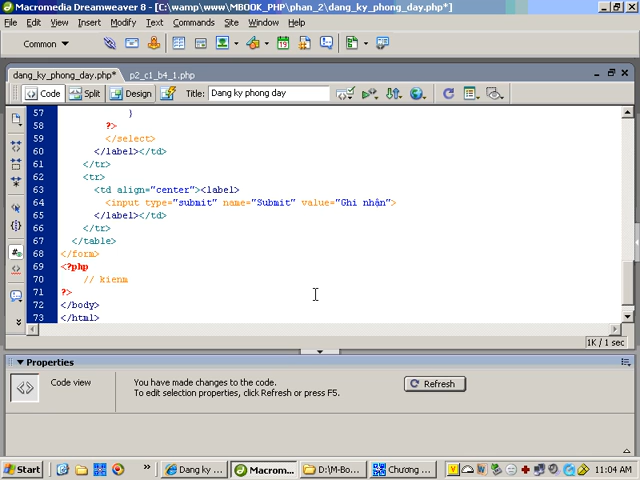 Macromedia Dreamweaver 8 - [E:\wamp\www\MBOOK_PHP\phan_2\dang_ky_phong_day.php*]
File Edit View Insert Modify Text Commands Site Window Help
Common
dang_ky_phong_day.php* p2_c1_b4_1.php
Code Split Design Title: Dang ky phong day
57 }
58 ?>
59 </select>
60 </label></td>
61 </tr>
62 <tr>
63 <td align="center"><label>
64 <input type="submit" name="Submit" value="Ghi nhận">
65 </label></td>
66 </tr>
67 </table>
68 </form>
69 <?php
70 // kienm
71 ?>
72 </body>
73 </html>
1K / 1 sec
Properties
Code view You have made changes to the code.
To edit selection properties, click Refresh or press F5.
Refresh
Start Dang ky ... Macrom... D:\M-Bo... Chương ... 11:04 AM